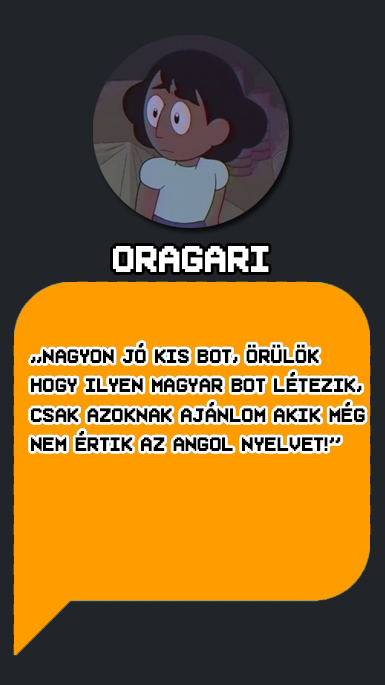 ORAGARI
„NAGYON JÓ KIS BOT, ÖRÜLÖK
HOGY ILYEN MAGYAR BOT LÉTEZIK,
CSAK AZOKNAK AJÁNLOM AKIK MÉG
NEM ÉRTIK AZ ANGOL NYELVET!”